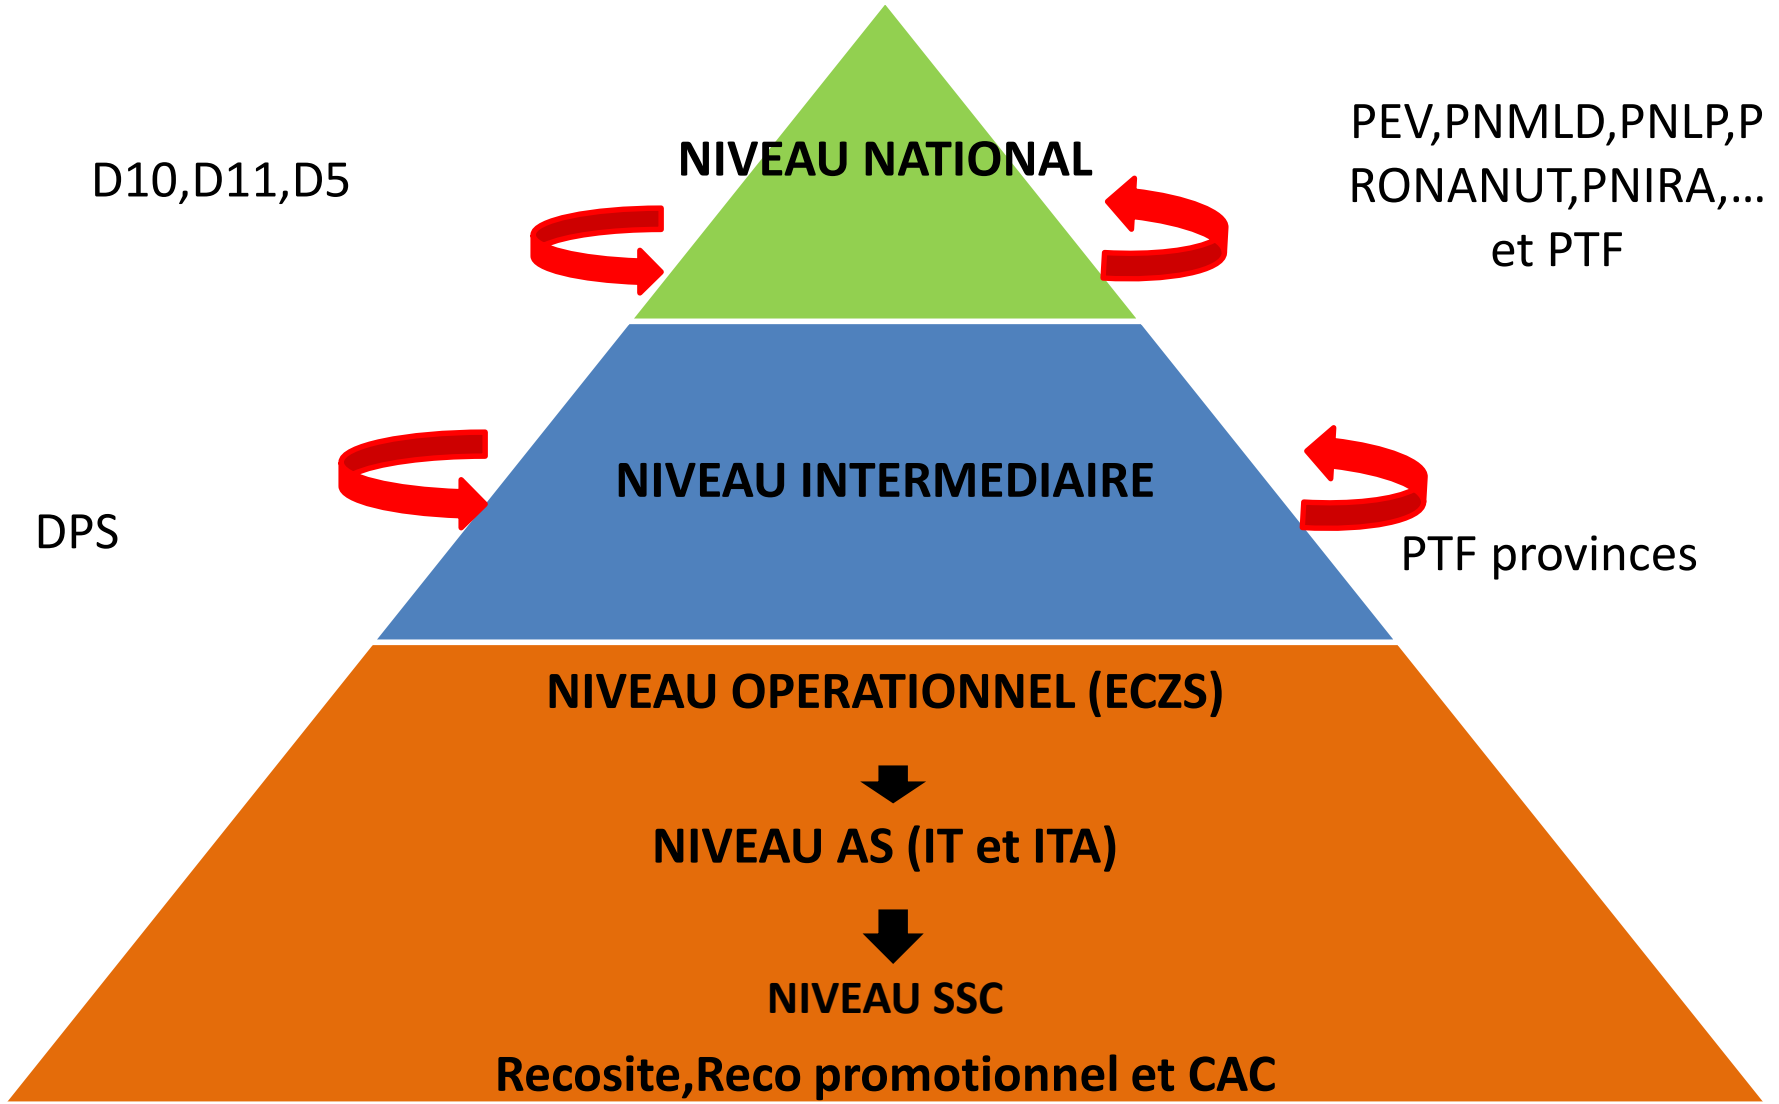 PEV,PNMLD,PNLP,P
RONANUT,PNIRA,...
et PTF
D10,D11,D5
NIVEAU NATIONAL
NIVEAU INTERMEDIAIRE
DPS
PTF provinces
NIVEAU OPERATIONNEL (ECZS)
NIVEAU AS (IT et ITA)
NIVEAU SSC
Recosite,Reco promotionnel et CAC